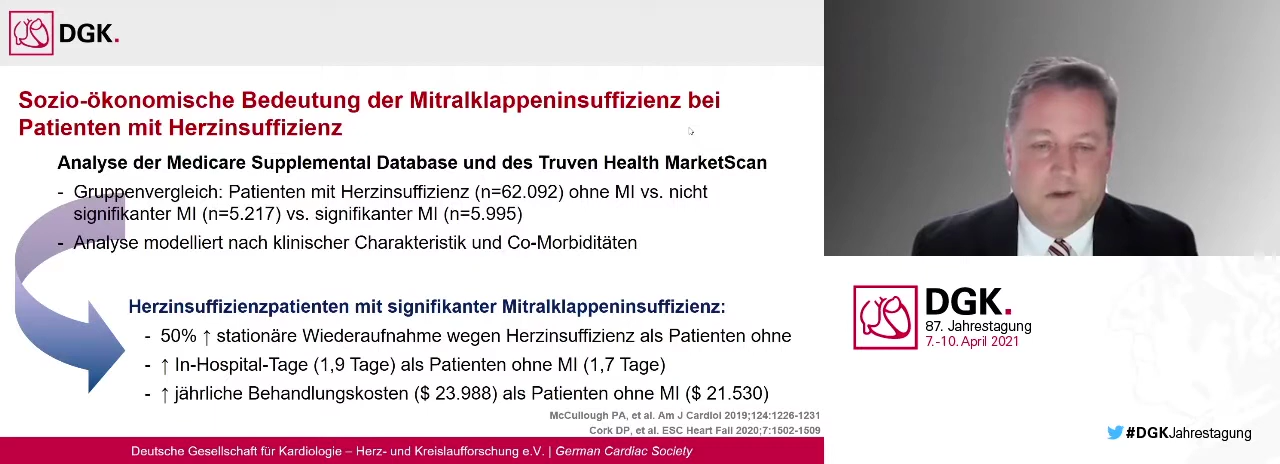 DGK.
Sozio-ökonomische Bedeutung der Mitralklappeninsuffizienz bei
Patienten mit Herzinsuffizienz
Analyse der Medicare Supplemental Database und des Truven Health MarketScan
- Gruppenvergleich: Patienten mit Herzinsuffizienz (n=62.092) ohne MI vs. nicht
signifikanter MI (n=5.217) vs. signifikanter MI (n=5.995)
- Analyse modelliert nach klinischer Charakteristik und Co-Morbiditäten
Herzinsuffizienzpatienten mit signifikanter Mitralklappeninsuffizienz:
- 50% ↑ stationäre Wiederaufnahme wegen Herzinsuffizienz als Patienten ohne
- ↑ In-Hospital-Tage (1,9 Tage) als Patienten ohne MI (1,7 Tage)
- ↑ jährliche Behandlungskosten ($ 23.988) als Patienten ohne MI ($ 21.530)
McCullough PA, et al. Am J Cardiol 2019;124:1226-1231
Cork DP, et al. ESC Heart Fail 2020;7:1502-1509
Deutsche Gesellschaft für Kardiologie – Herz- und Kreislaufforschung e.V. | German Cardiac Society
DGK.
87. Jahrestagung
7.-10. April 2021
#DGKJahrestagung